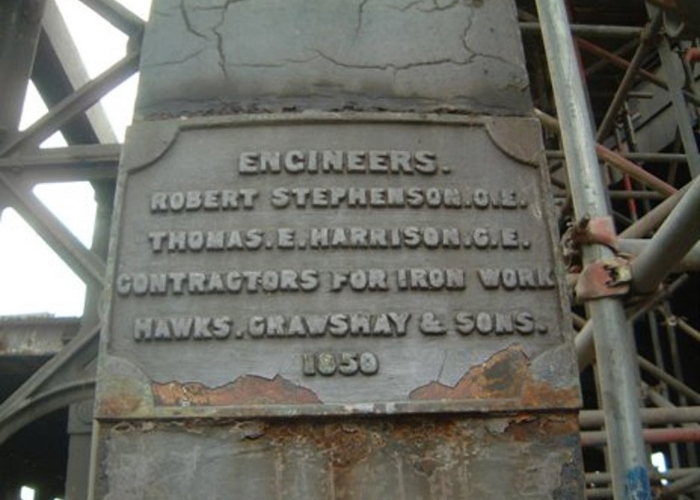 ENGINEERS.
ROBERT STEPHENSON.C.E.
THOMAS.E.HARRISON.C.E.
CONTRACTORS FOR IRON WORK
HAWKS.CRAWSHAY & SONS.
1850